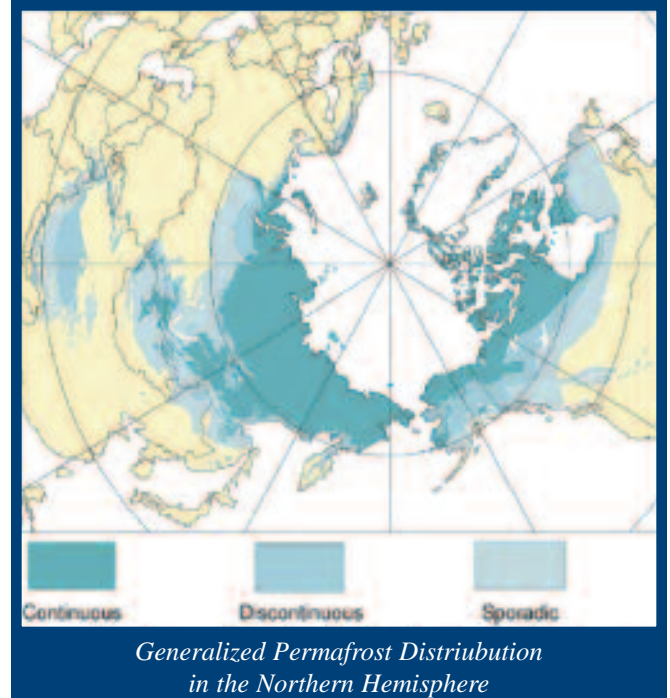 Continuous Discontinuous Sporadic
Generalized Permafrost Distriubution
in the Northern Hemisphere